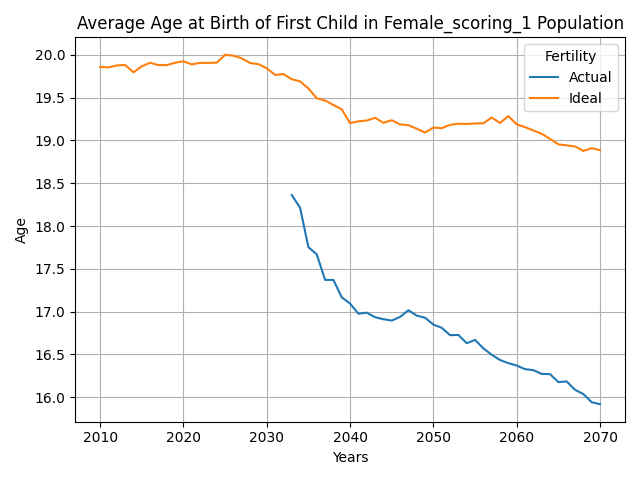 Average Age at Birth of First Child in Female_scoring_1 Population
Fertility
Actual
Ideal
Age
20.0
19.5
19.0
18.5
18.0
17.5
17.0
16.5
16.0
2010 2020 2030 2040 2050 2060 2070
Years